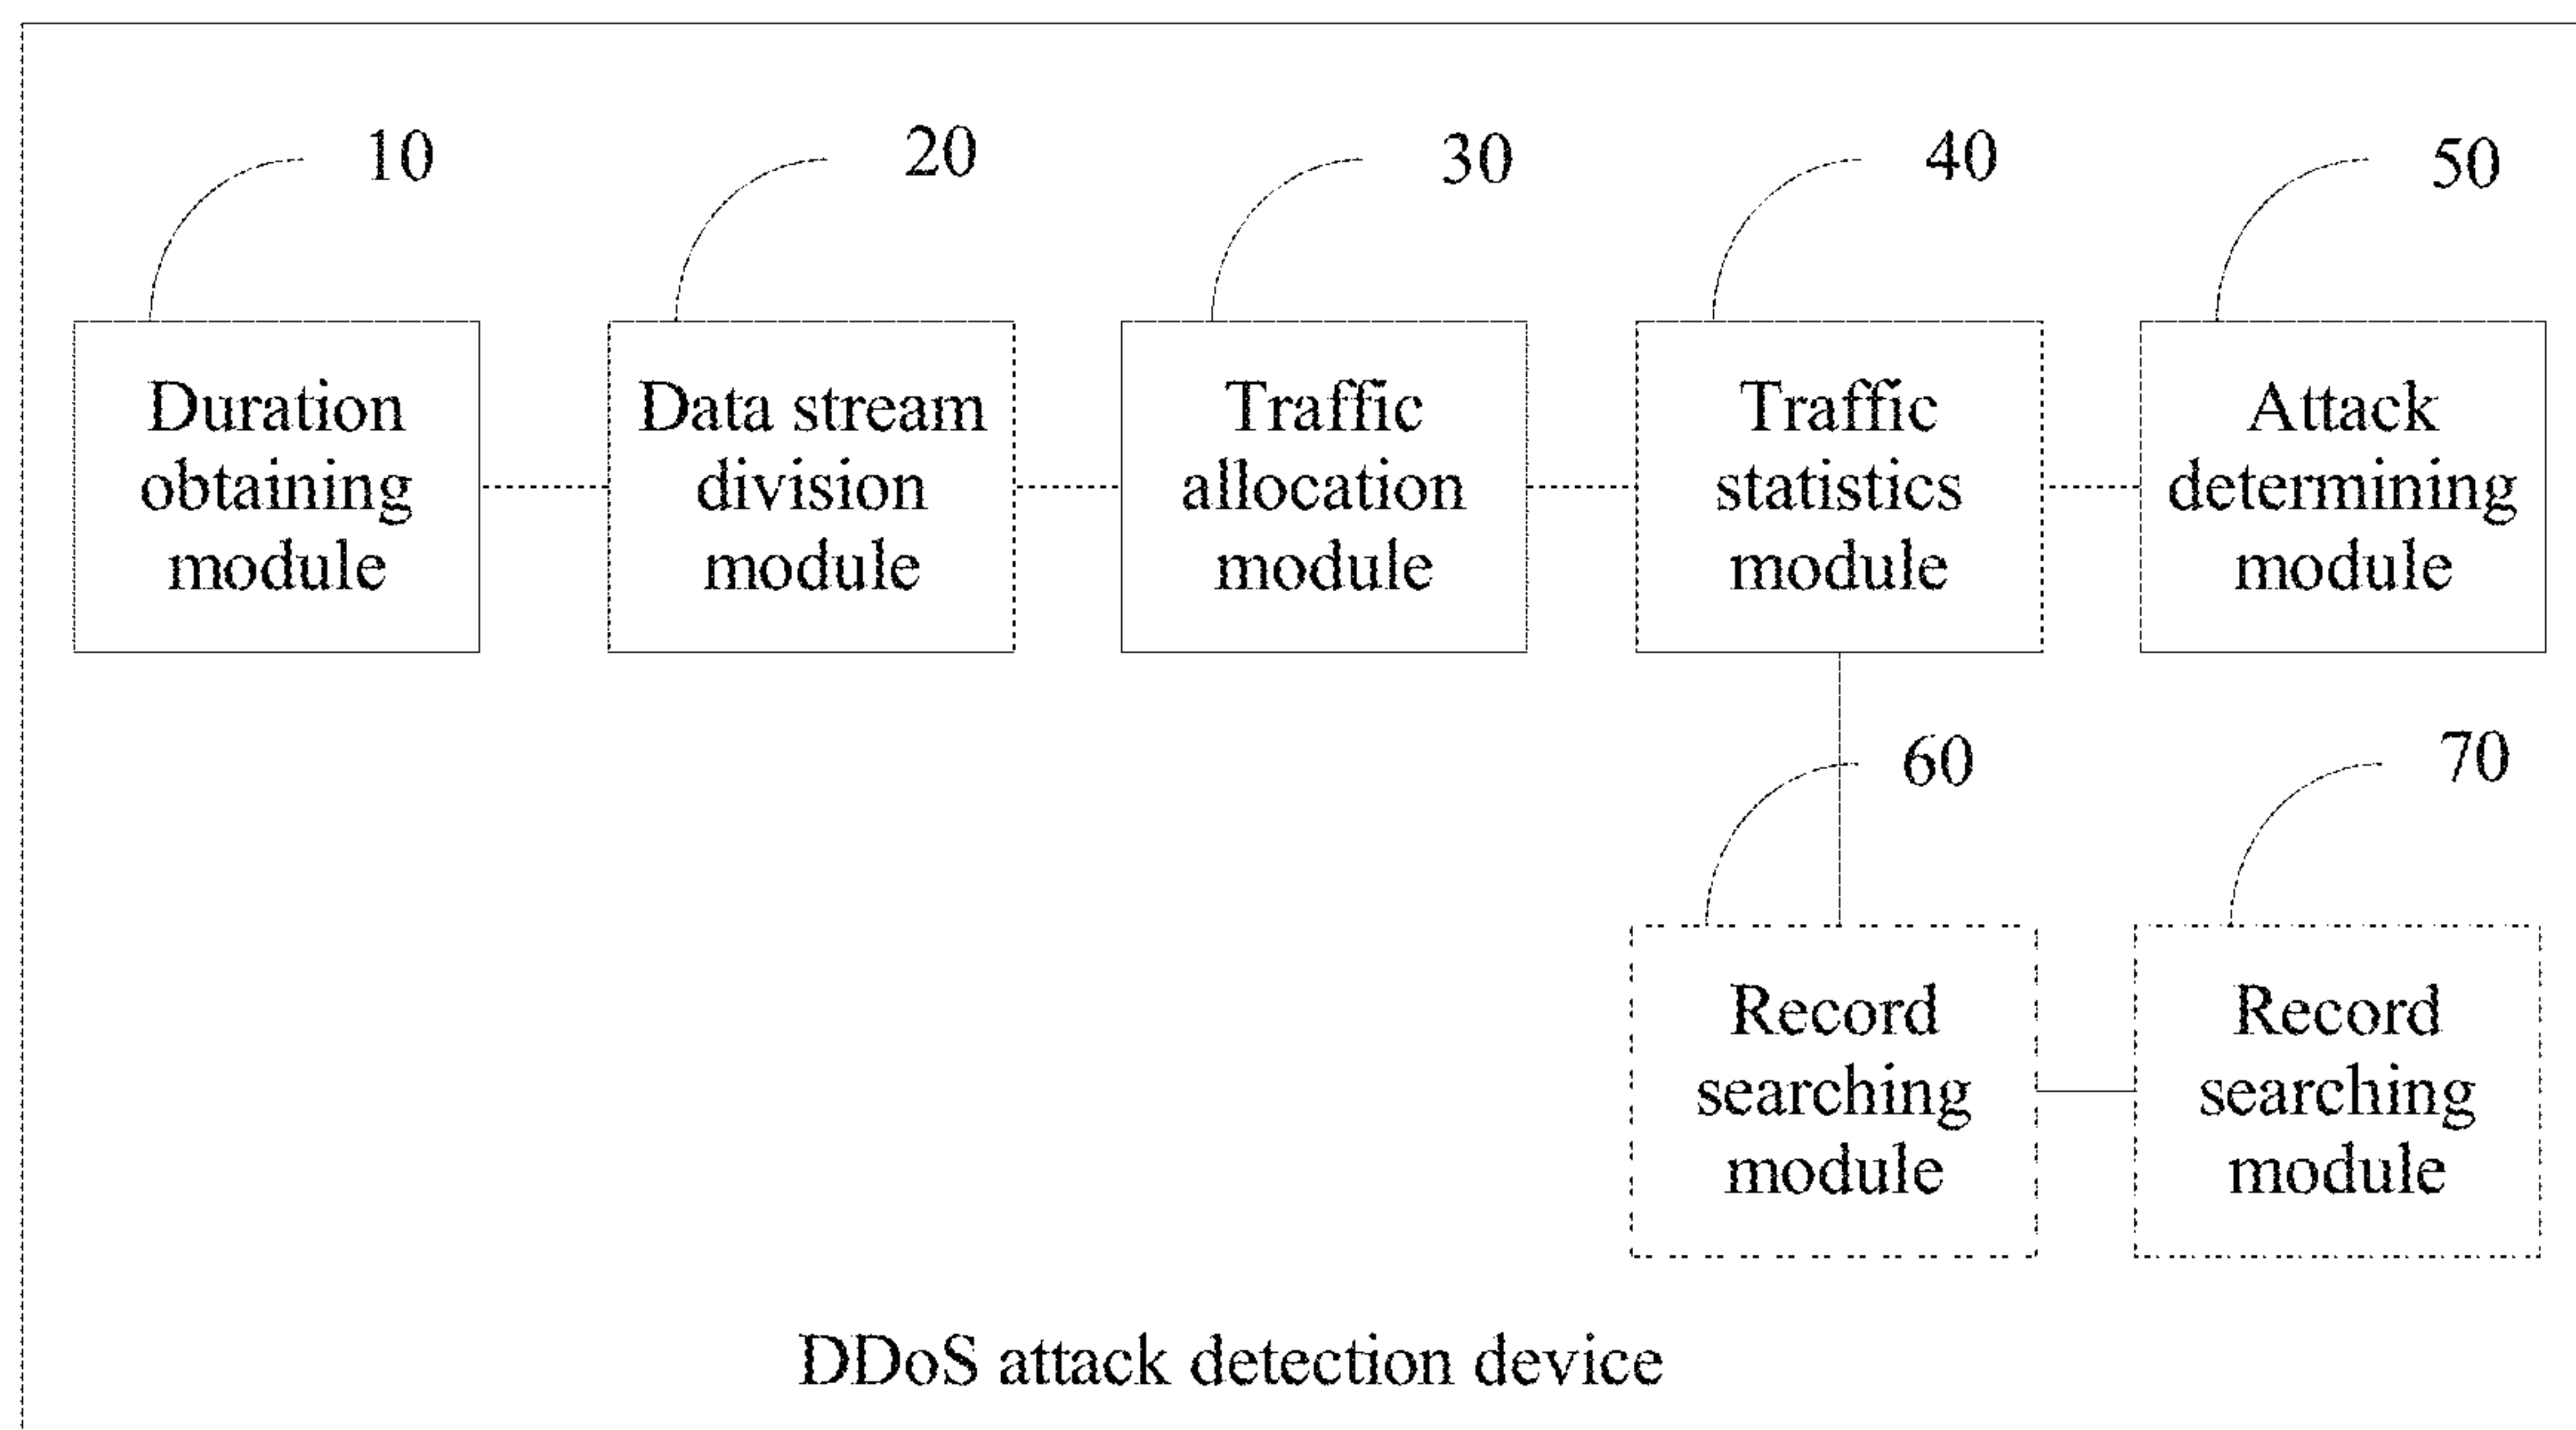 10
20
30
40
50
Duration
obtaining
module
Data stream
division
module
Traffic
allocation
module
Traffic
statistics
module
Attack
determining
module
60
70
Record
searching
module
Record
searching
module
DDoS attack detection device